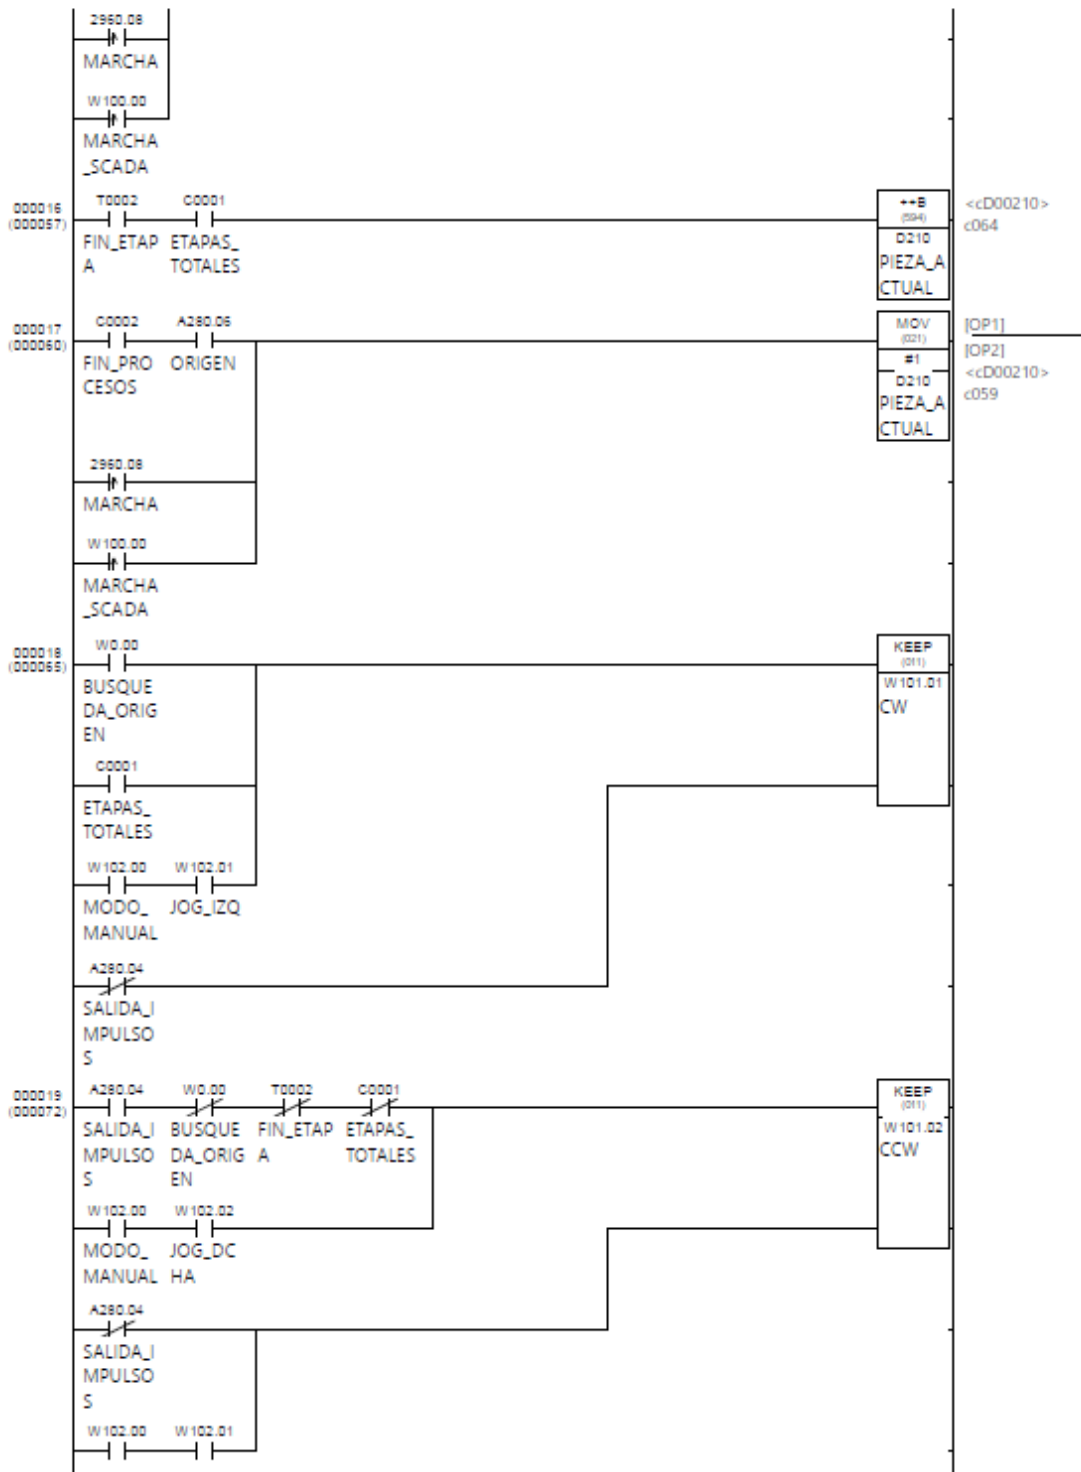 2960.08
MARCHA
W100.00
MARCHA
_SCADA
000016
(000057)
T0002 C0001
FIN_ETAP ETAPAS_
A TOTALES
++B
(594)
D210
PIEZA_A
CTUAL
<cD00210>
c064
000017
(000060)
C0002 A280.06
FIN_PRO ORIGEN
CESOS
MOV
(021)
#1
D210
PIEZA_A
CTUAL
[OP1]
[OP2]
<cD00210>
c059
2960.08
MARCHA
W100.00
MARCHA
_SCADA
000018
(000065)
W0.00
BUSQUE
DA_ORIG
EN
KEEP
(011)
W101.01
CW
C0001
ETAPAS_
TOTALES
W102.00 W102.01
MODO_ JOG_IZQ
MANUAL
A280.04
SALIDA_I
MPULSO
S
000019
(000072)
A280.04 W0.00 T0002 C0001
SALIDA_I BUSQUE FIN_ETAP ETAPAS_
MPULSO DA_ORIG A TOTALES
S EN
KEEP
(011)
W101.02
CCW
W102.00 W102.02
MODO_ JOG_DC
MANUAL HA
A280.04
SALIDA_I
MPULSO
S
W102.00 W102.01